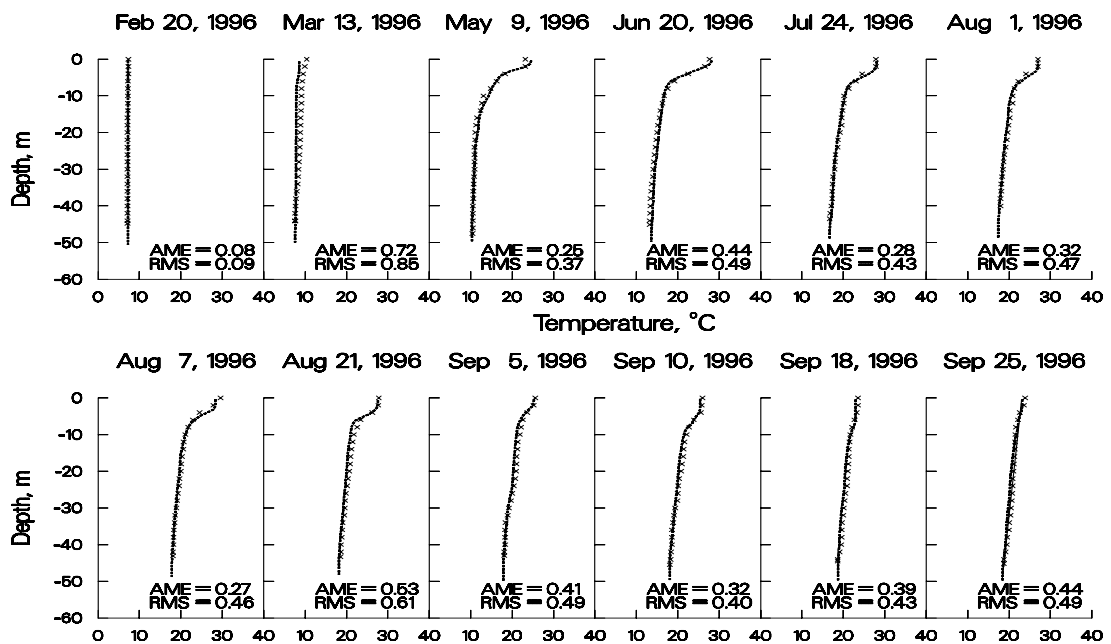 Feb 20, 1996 Mar 13, 1996 May 9, 1996 Jun 20, 1996 Jul 24, 1996 Aug 1, 1996
0
-10
-20
-30
-40
-50
-60
Depth, m
AME = 0.08 AME = 0.72 AME = 0.25 AME = 0.44 AME = 0.28 AME = 0.32
RMS = 0.09 RMS = 0.85 RMS = 0.37 RMS = 0.49 RMS = 0.43 RMS = 0.47
0 10 20 30 40 10 20 30 40 10 20 30 40 0 10 20 30 40 0 10 20 30 40 0 10 20 30 40
Temperature, °C
Aug 7, 1996 Aug 21, 1996 Sep 5, 1996 Sep 10, 1996 Sep 18, 1996 Sep 25, 1996
0
-10
-20
-30
-40
-50
-60
Depth, m
AME = 0.27 AME = 0.53 AME = 0.41 AME = 0.32 AME = 0.39 AME = 0.44
RMS = 0.46 RMS = 0.61 RMS = 0.49 RMS = 0.40 RMS = 0.43 RMS = 0.49
0 10 20 30 40 10 20 30 40 10 20 30 40 0 10 20 30 40 0 10 20 30 40 0 10 20 30 40